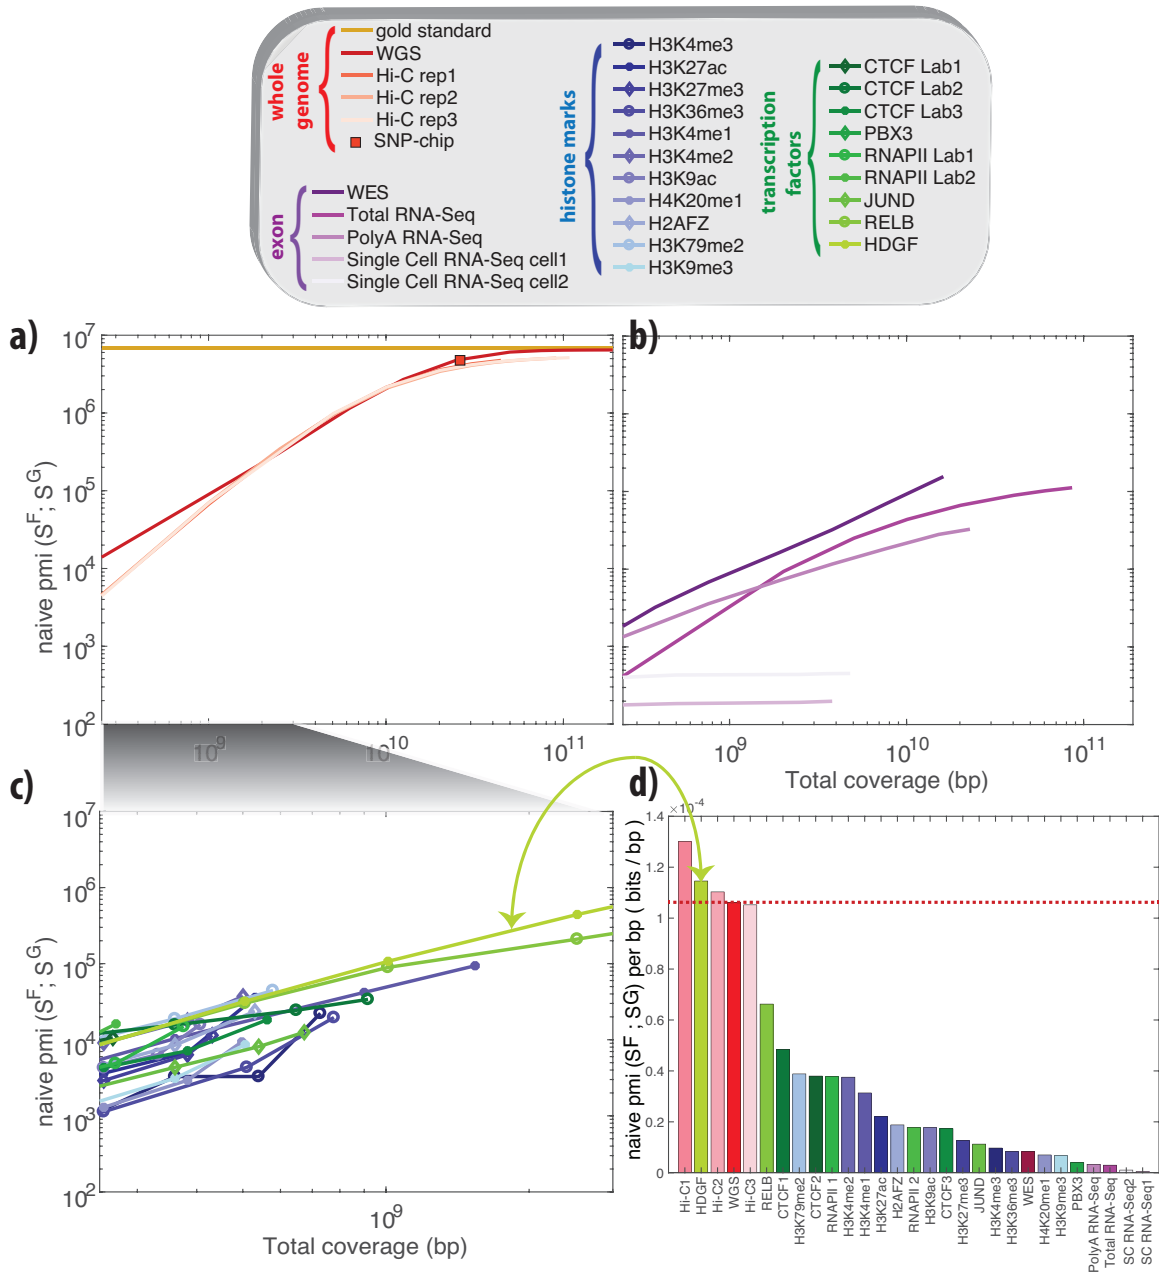 whole genome
gold standard
WGS
Hi-C rep1
Hi-C rep2
Hi-C rep3
SNP-chip
exon
WES
Total RNA-Seq
PolyA RNA-Seq
Single Cell RNA-Seq cell1
Single Cell RNA-Seq cell2
histone marks
H3K4me3
H3K27ac
H3K27me3
H3K36me3
H3K4me1
H3K4me2
H3K9ac
H4K20me1
H2AFZ
H3K79me2
H3K9me3
transcription factors
CTCF Lab1
CTCF Lab2
CTCF Lab3
PBX3
RNAPII Lab1
RNAPII Lab2
JUND
RELB
HDGF
a)
naive pmi (S^F; S^G)
10^7
10^6
10^5
10^4
10^3
10^2
10^9
10^10
10^11
b)
10^9
10^10
10^11
Total coverage (bp)
c)
naive pmi (S^F; S^G)
10^7
10^6
10^5
10^4
10^3
10^2
10^9
Total coverage (bp)
d)
×10^-4
naive pmi (SF; SG) per bp ( bits / bp )
1.4
1.2
1
0.8
0.6
0.4
0.2
0
Hi-C1
HDGF
Hi-C2
WGS
Hi-C3
RELB
CTCF1
H3K79me2
CTCF2
RNAPII 1
H3K4me2
H3K4me1
H3K27ac
H2AFZ
RNAPII 2
H3K9ac
CTCF3
H3K27me3
JUND
H3K4me3
H3K36me3
WES
H4K20me1
H3K9me3
PBX3
PolyA RNA-Seq
Total RNA-Seq
SC RNA-Seq2
SC RNA-Seq1